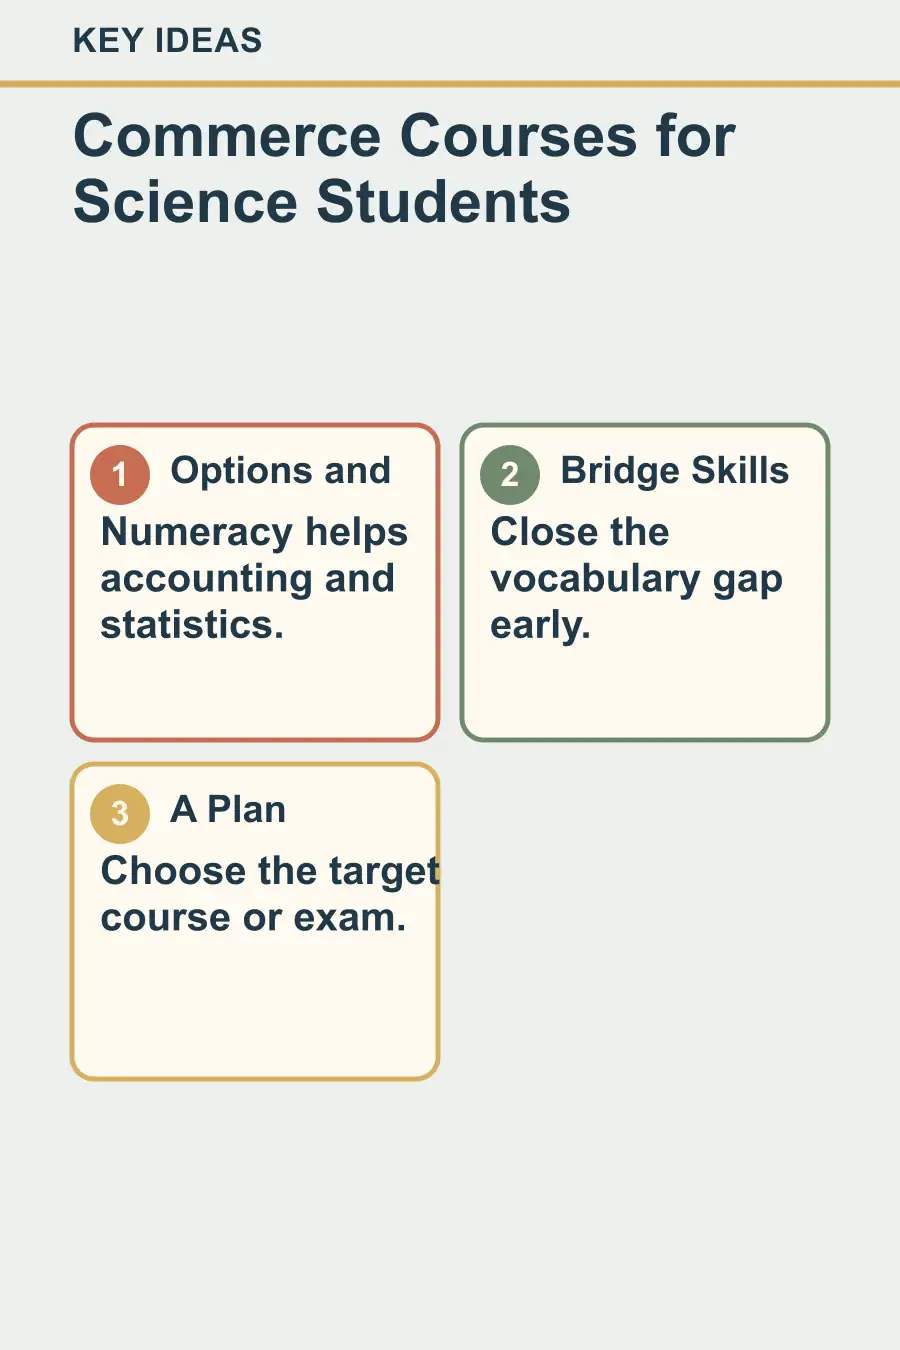 KEY IDEAS
Commerce Courses for
Science Students
1
Options and
Numeracy helps
accounting and
statistics.
2
Bridge Skills
Close the
vocabulary gap
early.
3
A Plan
Choose the target
course or exam.